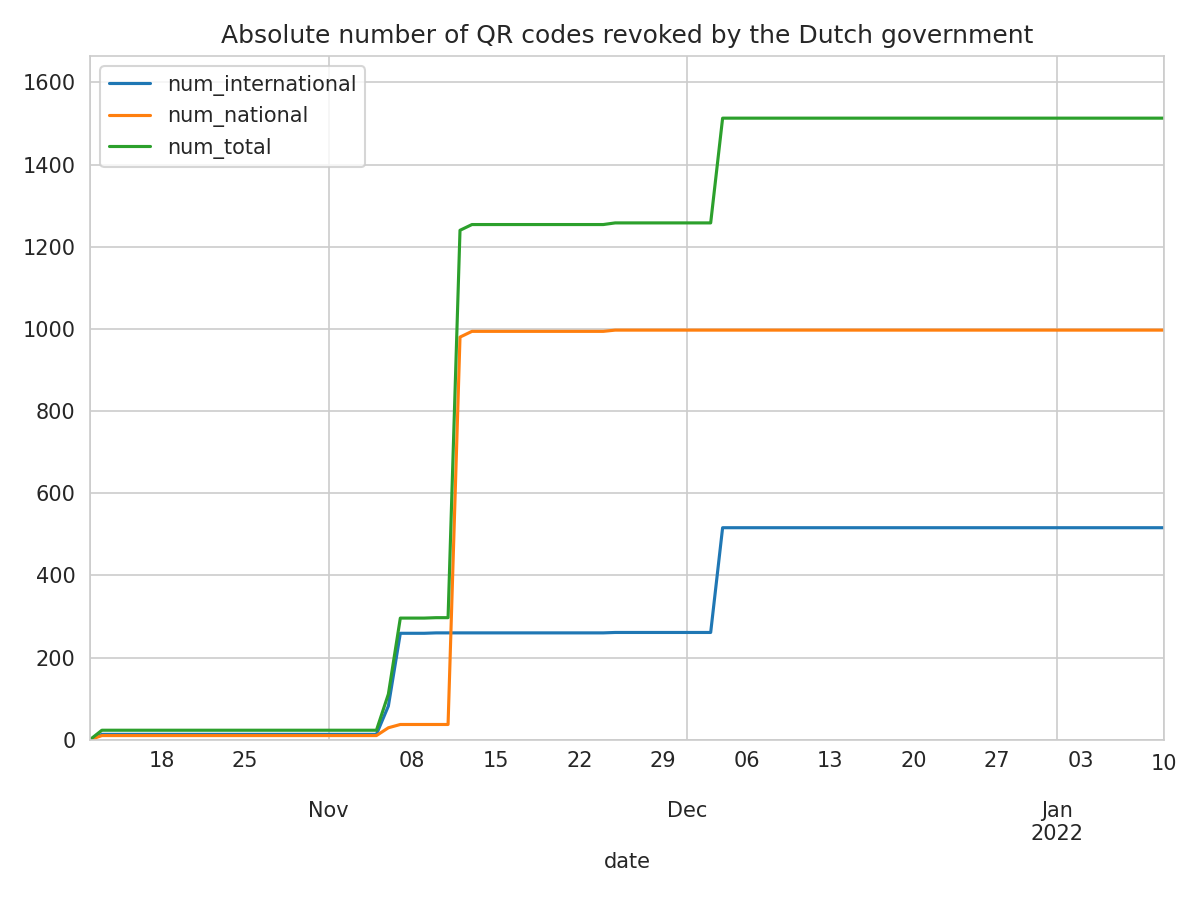 Absolute number of QR codes revoked by the Dutch government
num_international
num_national
num_total
1600
1400
1200
1000
800
600
400
200
0
18 25 08 15 22 29 06 13 20 27 03 10
Nov Dec Jan
2022
date